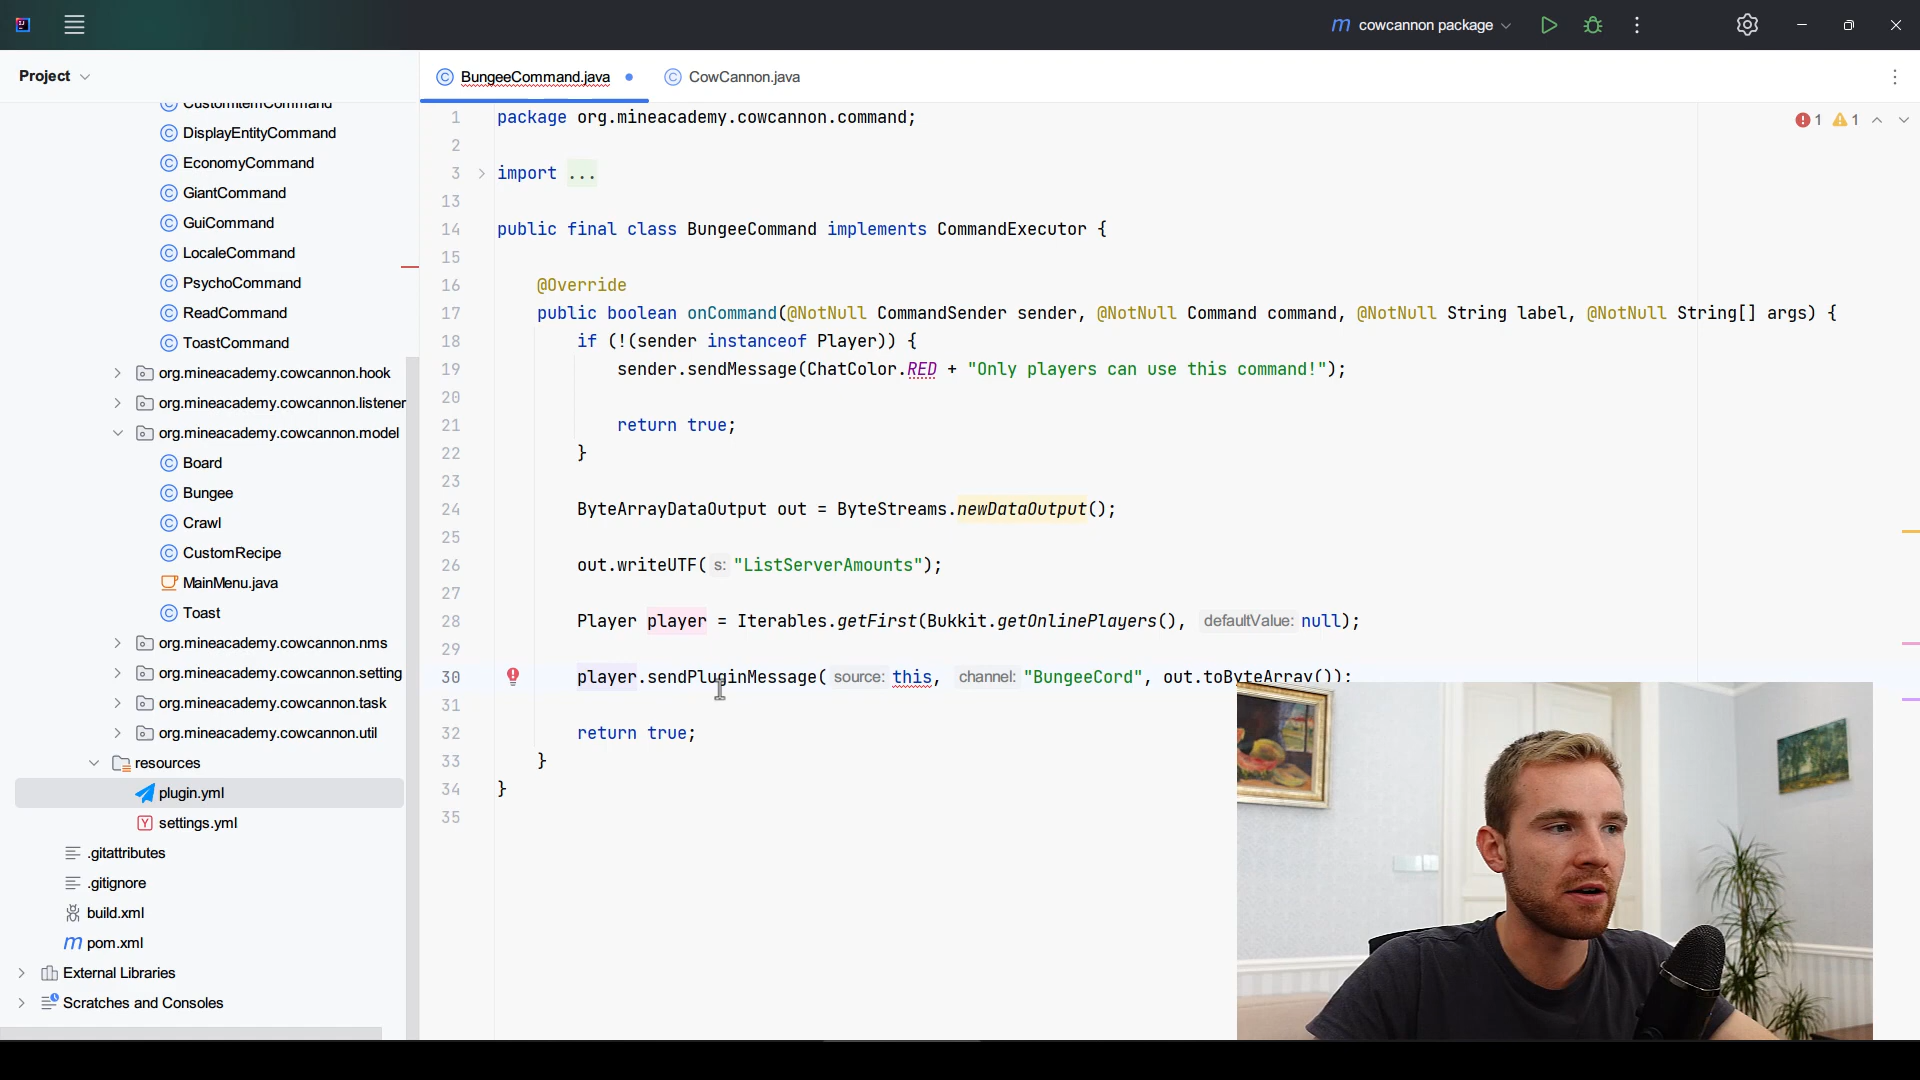 cowcannon package
Project
BungeeCommand.java
CowCannon.java
CustomItemCommand
DisplayEntityCommand
EconomyCommand
GiantCommand
GuiCommand
LocaleCommand
PsychoCommand
ReadCommand
ToastCommand
org.mineacademy.cowcannon.hook
org.mineacademy.cowcannon.listener
org.mineacademy.cowcannon.model
Board
Bungee
Crawl
CustomRecipe
MainMenu.java
Toast
org.mineacademy.cowcannon.nms
org.mineacademy.cowcannon.setting
org.mineacademy.cowcannon.task
org.mineacademy.cowcannon.util
resources
plugin.yml
settings.yml
.gitattributes
.gitignore
build.xml
pom.xml
External Libraries
Scratches and Consoles
1 package org.mineacademy.cowcannon.command;
2
3 import ...
13
14 public final class BungeeCommand implements CommandExecutor {
15
16 @Override
17 public boolean onCommand(@NotNull CommandSender sender, @NotNull Command command, @NotNull String label, @NotNull String[] args) {
18 if (!(sender instanceof Player)) {
19 sender.sendMessage(ChatColor.RED + "Only players can use this command!");
20
21 return true;
22 }
23
24 ByteArrayDataOutput out = ByteStreams.newDataOutput();
25
26 out.writeUTF( s: "ListServerAmounts");
27
28 Player player = Iterables.getFirst(Bukkit.getOnlinePlayers(), defaultValue: null);
29
30 player.sendPluginMessage( source: this, channel: "BungeeCord", out.toByteArray());
31
32 return true;
33 }
34 }
35
1 1